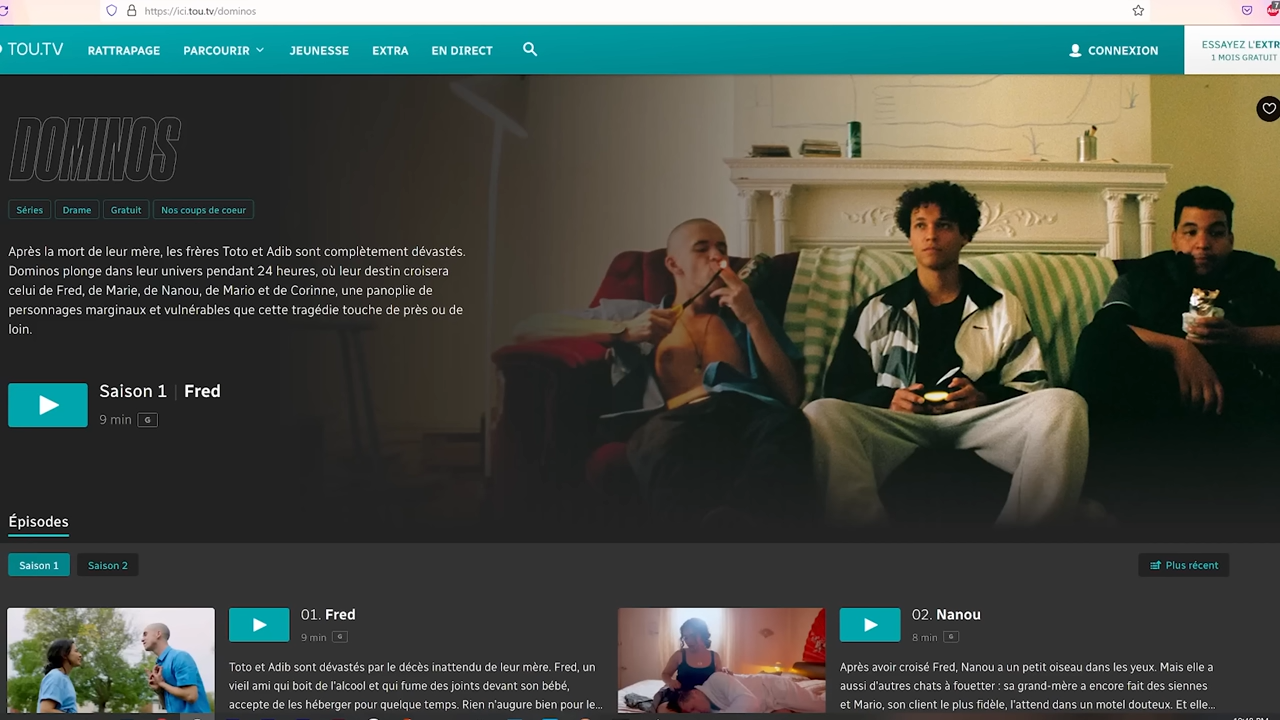 https://ici.tou.tv/dominos
TOU.TV
RATTRAPAGE
PARCOURIR
JEUNESSE
EXTRA
EN DIRECT
CONNEXION
ESSAYEZ L'EXTR
1 MOIS GRATUIT
DOMINOS
Séries
Drame
Gratuit
Nos coups de coeur
Après la mort de leur mère, les frères Toto et Adib sont complètement dévastés.
Dominos plonge dans leur univers pendant 24 heures, où leur destin croisera
celui de Fred, de Marie, de Nanou, de Mario et de Corinne, une panoplie de
personnages marginaux et vulnérables que cette tragédie touche de près ou de
loin.
Saison 1 | Fred
9 min G
Épisodes
Saison 1
Saison 2
Plus récent
01. Fred
9 min G
Toto et Adib sont dévastés par le décès inattendu de leur mère. Fred, un
vieil ami qui boit de l'alcool et qui fume des joints devant son bébé,
accepte de les héberger pour quelque temps. Rien n'augure bien pour le...
02. Nanou
8 min G
Après avoir croisé Fred, Nanou a un petit oiseau dans les yeux. Mais elle a
aussi d'autres chats à fouetter : sa grand-mère a encore fait des siennes
et Mario, son client le plus fidèle, l'attend dans un motel douteux. Et elle...